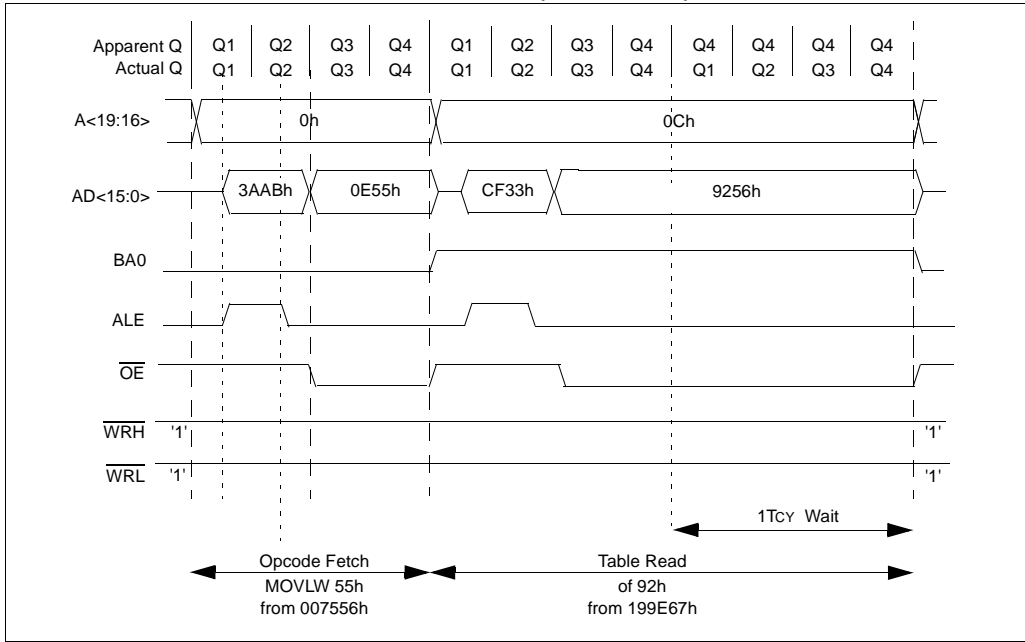 Apparent Q Q1 Q2 Q3 Q4 Q1 Q2 Q3 Q4 Q4 Q4 Q4 Q4
Actual Q Q1 Q2 Q3 Q4 Q1 Q2 Q3 Q4 Q1 Q2 Q3 Q4
A<19:16> 0h 0Ch
AD<15:0> 3AABh 0E55h CF33h 9256h
BA0
ALE
OE
WRH '1' '1'
WRL '1' '1'
1TCY Wait
Opcode Fetch Table Read
MOVLW 55h of 92h
from 007556h from 199E67h